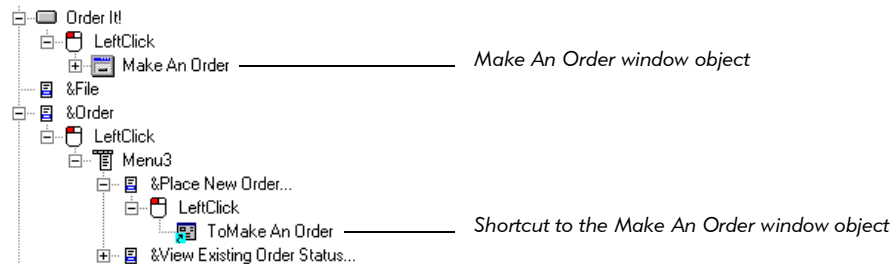 Order It!
LeftClick
Make An Order Make An Order window object
&File
&Order
LeftClick
Menu3
&Place New Order...
LeftClick
ToMake An Order Shortcut to the Make An Order window object
&View Existing Order Status...